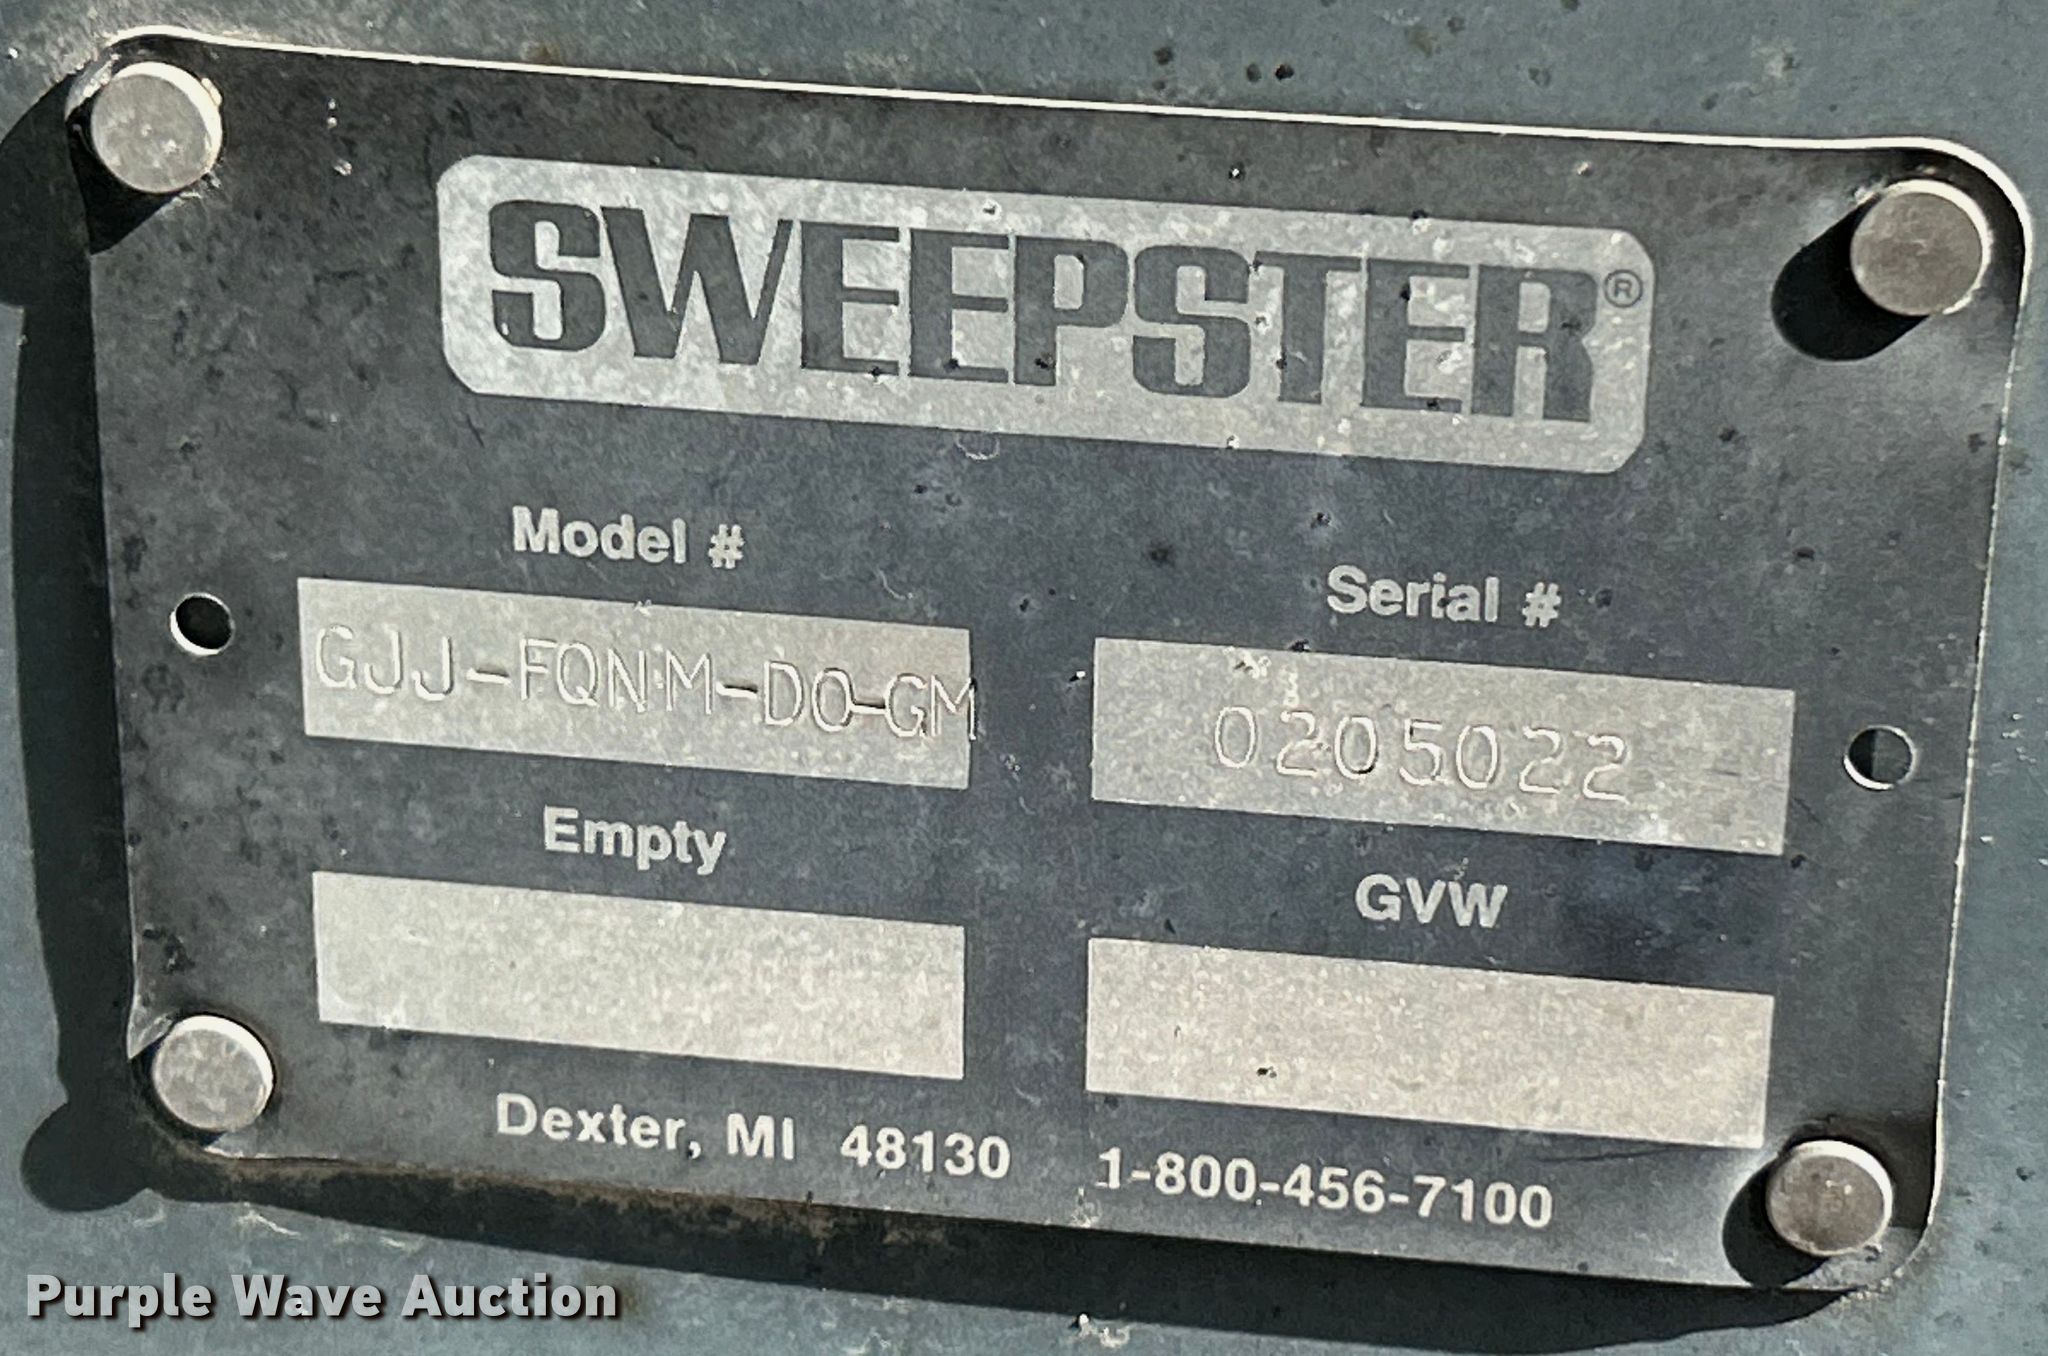 SWEEPSTER®
Model #
Serial #
GJJ-FQNM-DO-GM
0205022
Empty
GVW
Dexter, MI 48130 1-800-456-7100
Purple Wave Auction